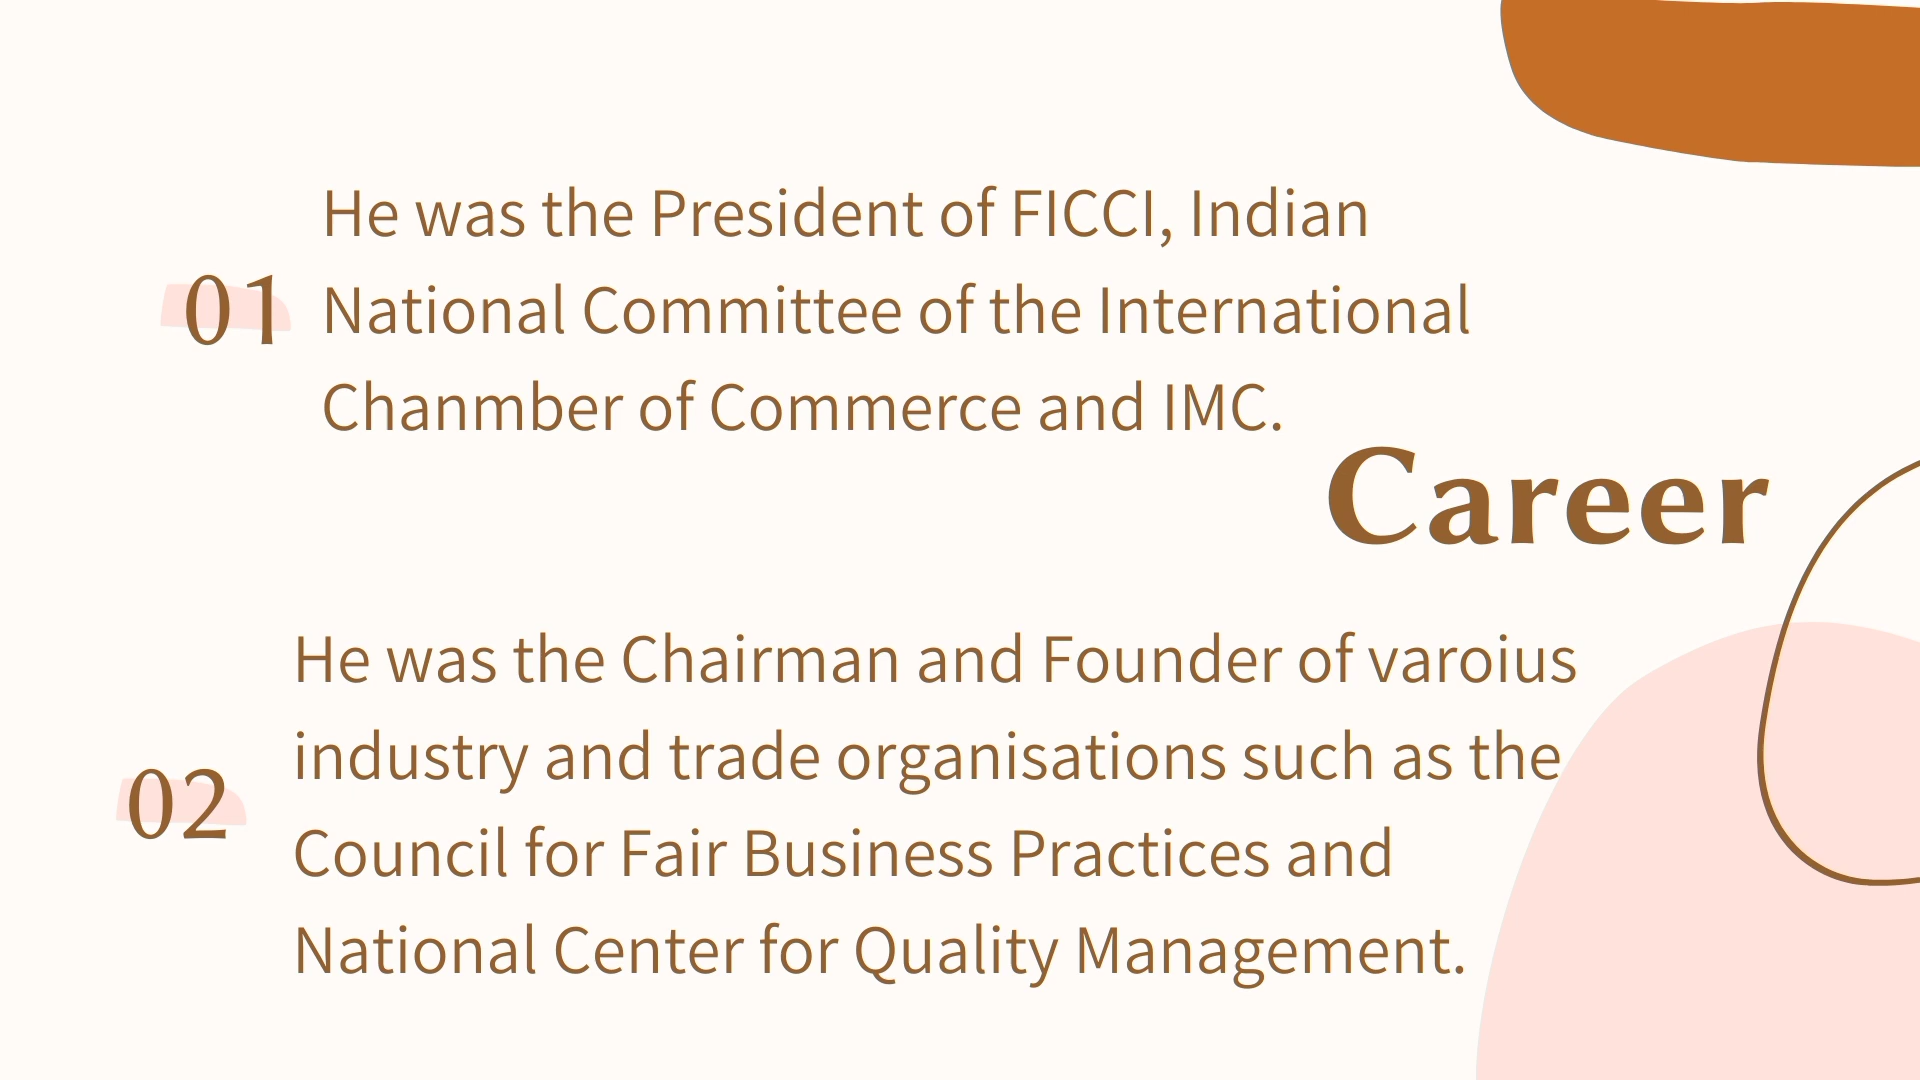 01
He was the President of FICCI, Indian
National Committee of the International
Chanmber of Commerce and IMC.
Career
02
He was the Chairman and Founder of varoius
industry and trade organisations such as the
Council for Fair Business Practices and
National Center for Quality Management.